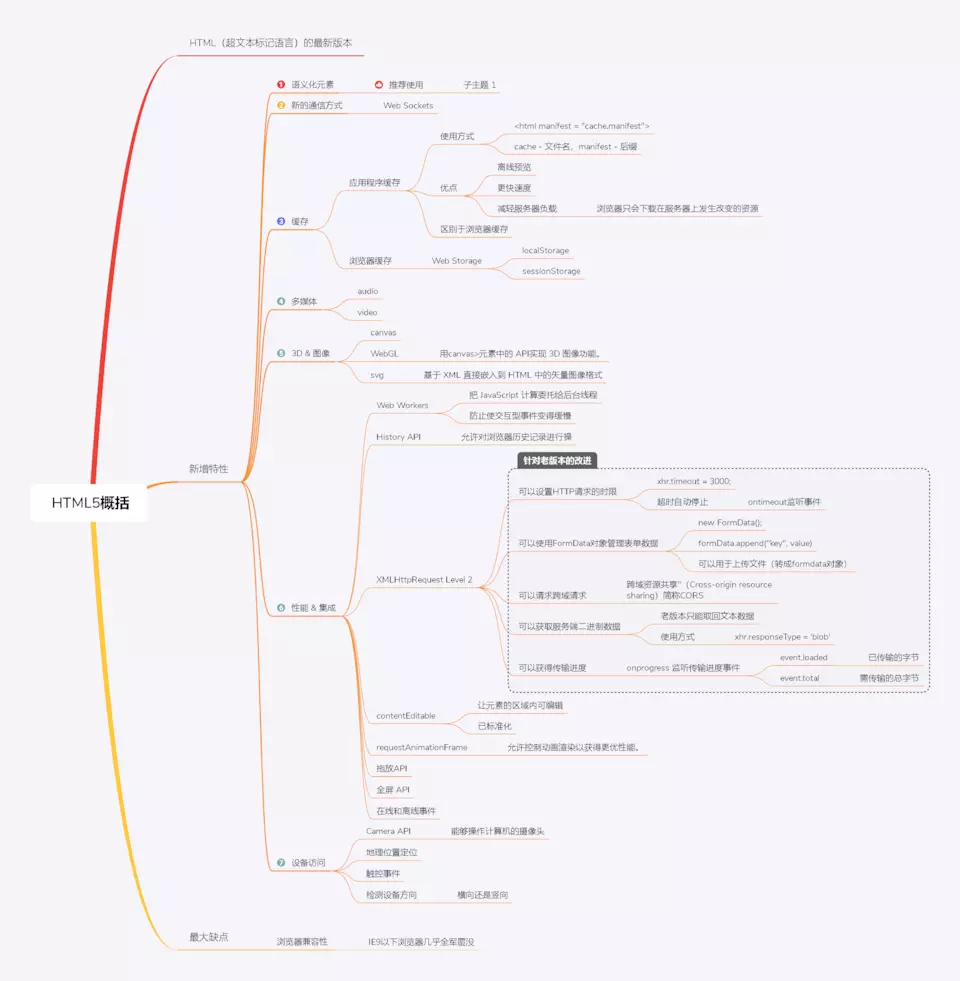 HTML（超文本标记语言）的最新版本
HTML5概括
新增特性
1 语义化元素
推荐使用
子主题 1
2 新的通信方式
Web Sockets
3 缓存
应用程序缓存
使用方式
<html manifest = "cache.manifest">
cache - 文件名，manifest - 后缀
优点
离线预览
更快速度
减轻服务器负载
浏览器只会下载在服务器上发生改变的资源
区别于浏览器缓存
浏览器缓存
Web Storage
localStorage
sessionStorage
4 多媒体
audio
video
5 3D & 图像
canvas
WebGL
用canvas>元素中的 API实现 3D 图像功能。
svg
基于 XML 直接嵌入到 HTML 中的矢量图像格式
6 性能 & 集成
Web Workers
把 JavaScript 计算委托给后台线程
防止使交互型事件变得缓慢
History API
允许对浏览器历史记录进行操
XMLHttpRequest Level 2
针对老版本的改进
可以设置HTTP请求的时限
xhr.timeout = 3000;
超时自动停止
ontimeout监听事件
可以使用FormData对象管理表单数据
new FormData();
formData.append("key", value)
可以用于上传文件（转成formdata对象）
可以请求跨域请求
跨域资源共享"（Cross-origin resource
sharing）简称CORS
可以获取服务端二进制数据
老版本只能取回文本数据
使用方式
xhr.responseType = 'blob'
可以获得传输进度
onprogress 监听传输进度事件
event.loaded
已传输的字节
event.total
需传输的总字节
contentEditable
让元素的区域内可编辑
已标准化
requestAnimationFrame
允许控制动画渲染以获得更优性能。
拖放API
全屏 API
在线和离线事件
7 设备访问
Camera API
能够操作计算机的摄像头
地理位置定位
触控事件
检测设备方向
横向还是竖向
最大缺点
浏览器兼容性
IE9以下浏览器几乎全军覆没